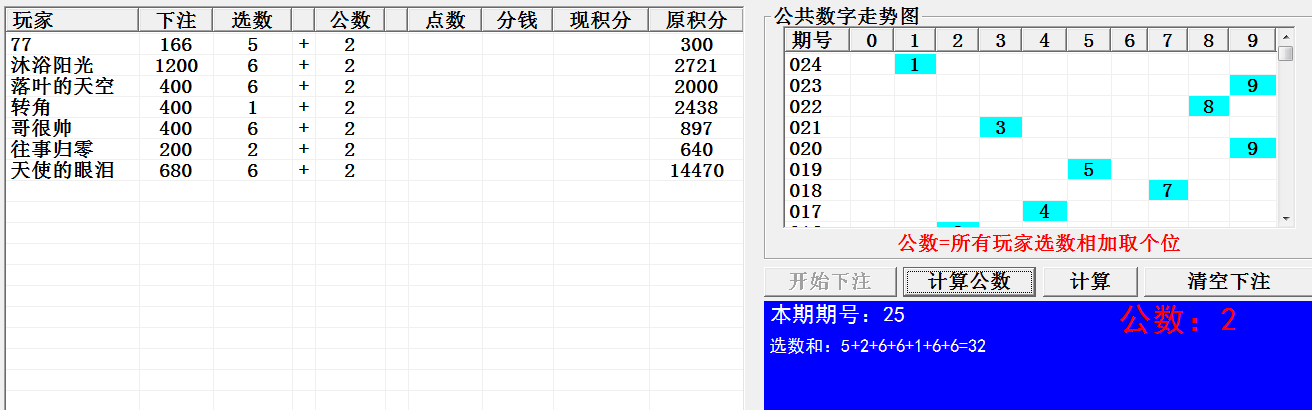 玩家 下注 选数 公数 点数 分钱 现积分 原积分
77 166 5 + 2 300
沐浴阳光 1200 6 + 2 2721
落叶的天空 400 6 + 2 2000
转角 400 1 + 2 2438
哥很帅 400 6 + 2 897
往事归零 200 2 + 2 640
天使的眼泪 680 6 + 2 14470
公共数字走势图
期号 0 1 2 3 4 5 6 7 8 9
024 1
023 9
022 8
021 3
020 9
019 5
018 7
017 4
公数=所有玩家选数相加取个位
开始下注 计算公数 计算 清空下注
本期期号：25 公数：2
选数和：5+2+6+6+1+6+6=32